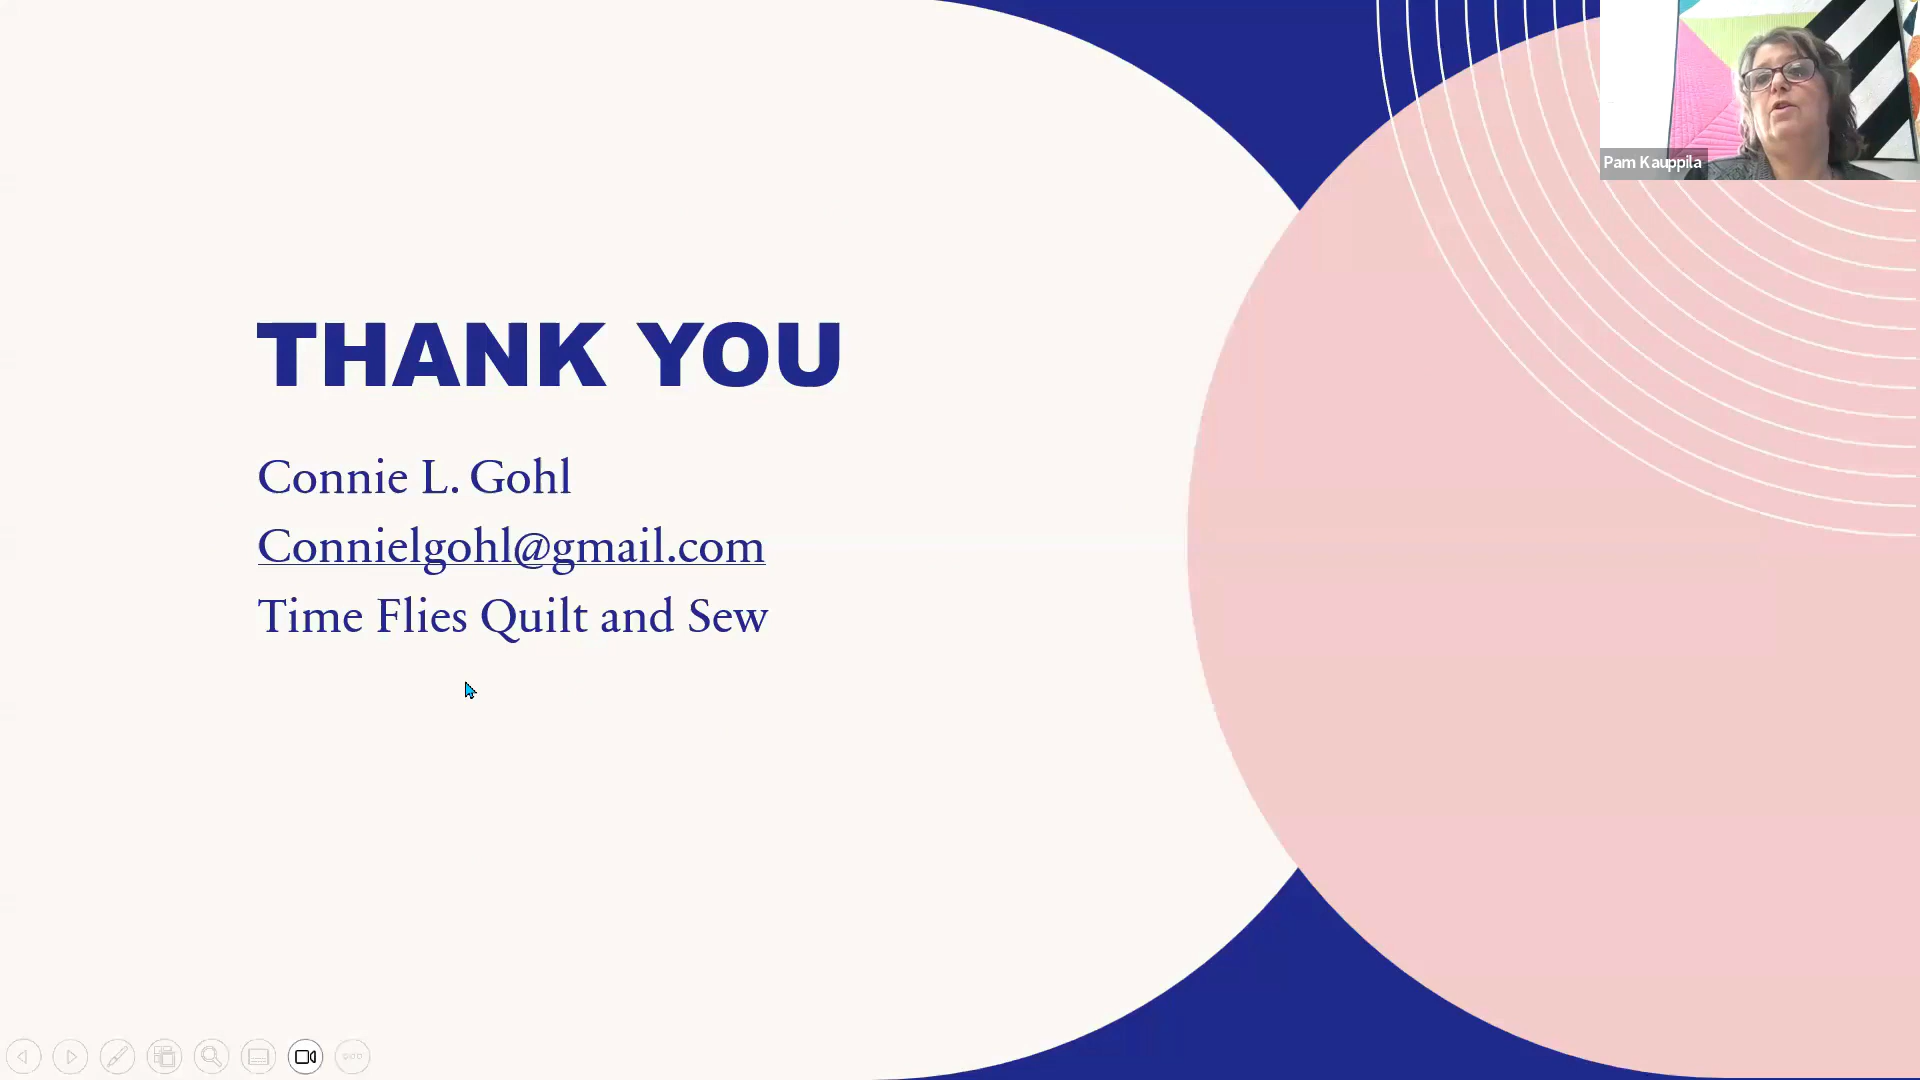 Pam Kauppila
THANK YOU
Connie L. Gohl
Connielgohl@gmail.com
Time Flies Quilt and Sew